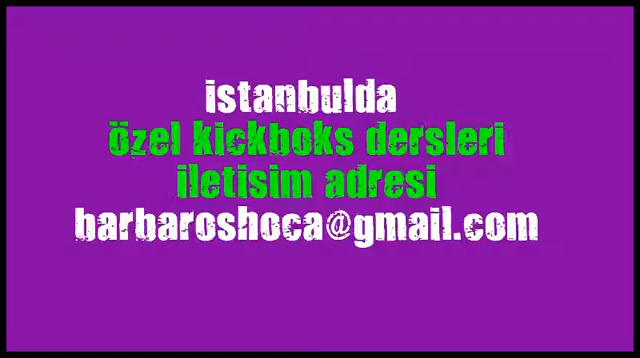 istanbulda
özel kickboks dersleri
iletisim adresi
barbaroshoca@gmail.com